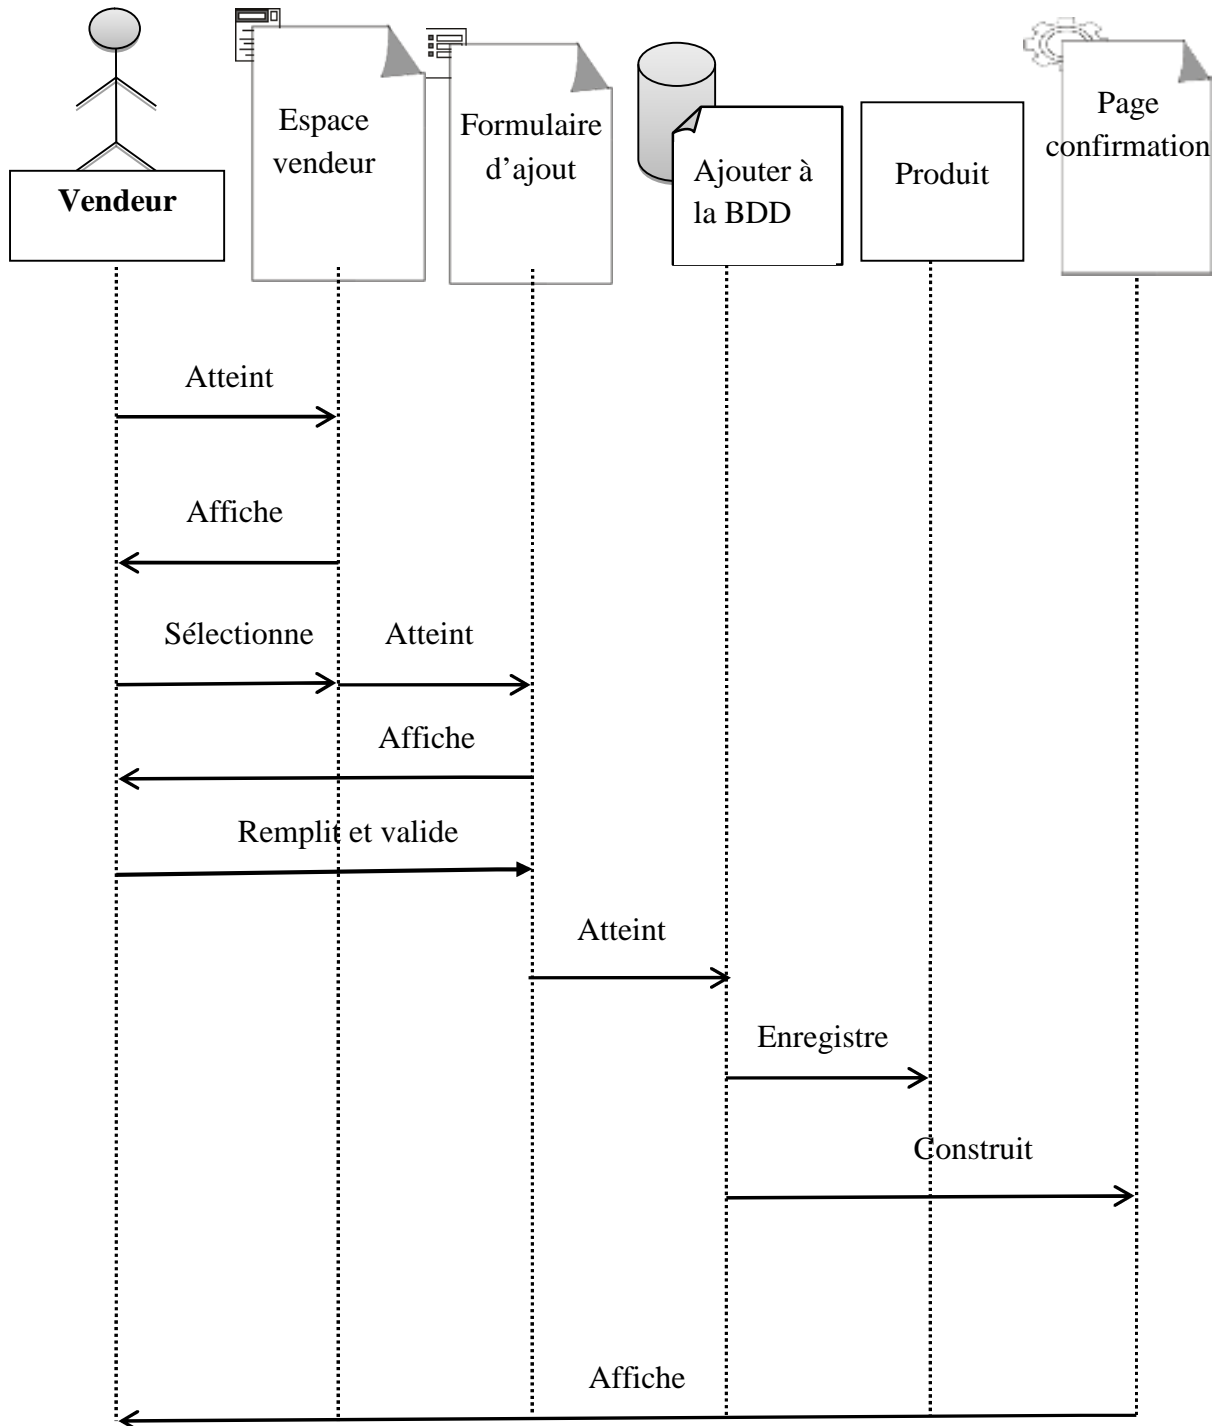 Vendeur
Espace
vendeur
Formulaire
d’ajout
Ajouter à
la BDD
Produit
Page
confirmation
Atteint
Affiche
Sélectionne
Atteint
Affiche
Remplit et valide
Atteint
Enregistre
Construit
Affiche